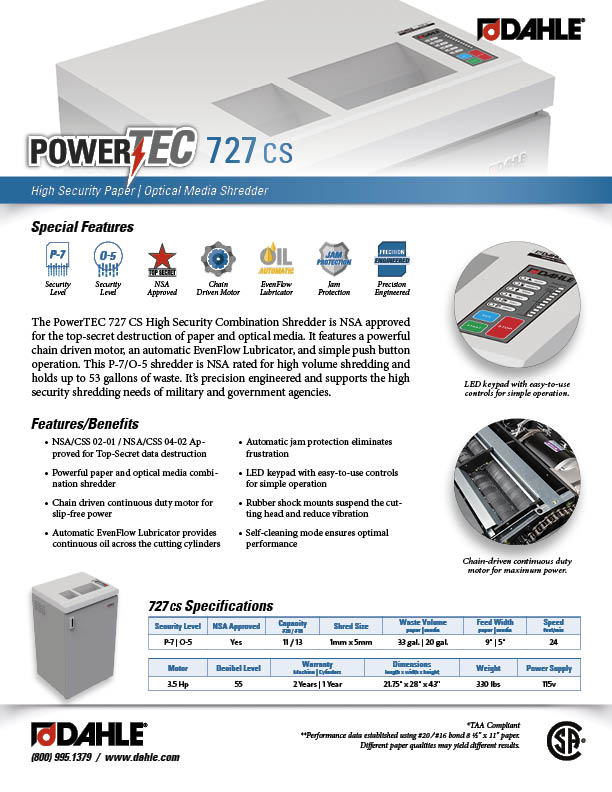 DAHLE®
DAHLE
POWERTEC 727 CS
High Security Paper | Optical Media Shredder
Special Features
P-7
O-5
TOP SECRET
OIL
AUTOMATIC
JAM
PROTECTION
PRECISION
ENGINEERED
Security
Level
Security
Level
NSA
Approved
Chain
Driven Motor
EvenFlow
Lubricator
Jam
Protection
Precision
Engineered
The PowerTEC 727 CS High Security Combination Shredder is NSA approved
for the top-secret destruction of paper and optical media. It features a powerful
chain driven motor, an automatic EvenFlow Lubricator, and simple push button
operation. This P-7/O-5 shredder is NSA rated for high volume shredding and
holds up to 53 gallons of waste. It's precision engineered and supports the high
security shredding needs of military and government agencies.
DAHLE
START
STOP
LED keypad with easy-to-use
controls for simple operation.
Features/Benefits
• NSA/CSS 02-01 / NSA/CSS 04-02 Ap-
proved for Top-Secret data destruction
• Powerful paper and optical media combi-
nation shredder
• Chain driven continuous duty motor for
slip-free power
• Automatic EvenFlow Lubricator provides
continuous oil across the cutting cylinders
• Automatic jam protection eliminates
frustration
• LED keypad with easy-to-use controls
for simple operation
• Rubber shock mounts suspend the cut-
ting head and reduce vibration
• Self-cleaning mode ensures optimal
performance
Chain-driven continuous duty
motor for maximum power.
727 CS Specifications
Security Level NSA Approved Capacity Shred Size Waste Volume Feed Width Speed
paper | media paper | media feet/min
P-7 | O-5 Yes 11 / 13 1mm x 5mm 33 gal. | 20 gal. 9" | 5" 24
Motor Decibel Level Warranty Dimensions Weight Power Supply
Machine | Cylinders length x width x height
3.5 Hp 55 2 Years | 1 Year 21.75" x 28" x 43" 330 lbs 115v
DAHLE®
(800) 995.1379 / www.dahle.com
*TAA Compliant
**Performance data established using #20/#16 bond 8 ½" x 11" paper.
Different paper qualities may yield different results.
CSA®